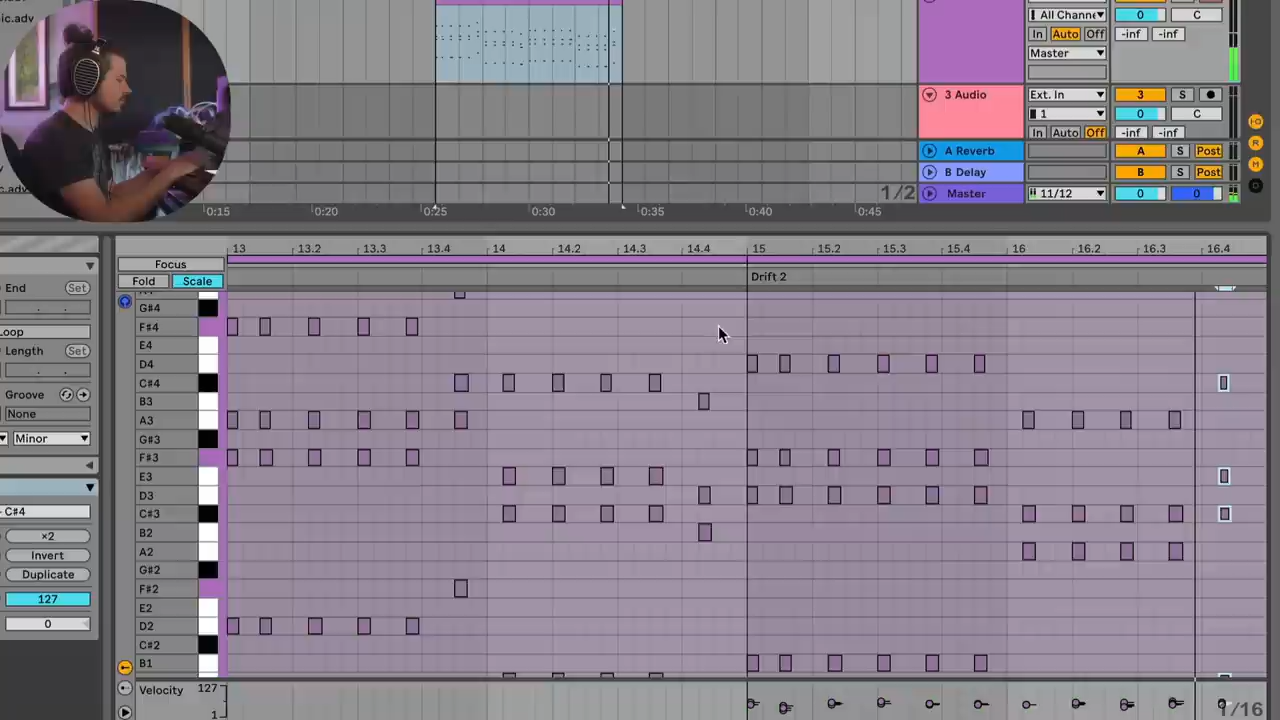 ic.adv
All Channe
0
C
In Auto Off
-inf -inf
Master
3 Audio
Ext. In
3
S
1
0
C
In Auto Off
-inf -inf
ic.adv
A Reverb
A
S
Post
B Delay
B
S
Post
1/2
Master
11/12
0
0
0:15
0:20
0:25
0:30
0:35
0:40
0:45
13
13.2
13.3
13.4
14
14.2
14.3
14.4
15
15.2
15.3
15.4
16
16.2
16.3
16.4
Focus
Fold
Scale
Drift 2
End
Set
Loop
Length
Set
Groove
None
Minor
C#4
×2
Invert
Duplicate
127
0
G#4
F#4
E4
D4
C#4
B3
A3
G#3
F#3
E3
D3
C#3
B2
A2
G#2
F#2
E2
D2
C#2
B1
Velocity
127
1
1/16